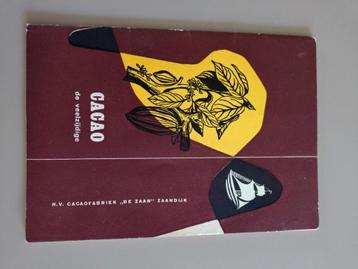 CACAO
de veelzijdige
N.V. CACAOFABRIEK „DE ZAAN" ZAANDIJK